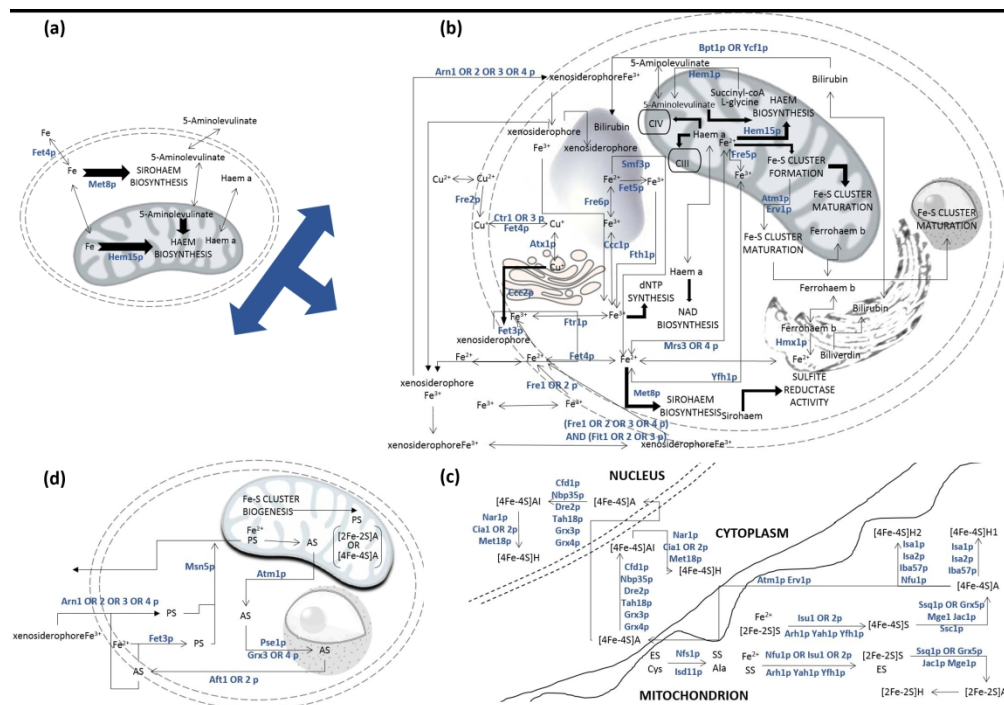 (a)
Fe
Fet4p
Fe
Met8p
SIROHAEM
BIOSYNTHESIS
5-Aminolevulinate
5-Aminolevulinate
Haem a
5-Aminolevulinate
Fe
Hem15p
HAEM
BIOSYNTHESIS
Haem a
(b)
Bpt1p OR Ycf1p
Arn1 OR 2 OR 3 OR 4 p
xenosiderophoreFe³⁺
5-Aminolevulinate
Hem1p
Bilirubin
Succinyl-coA
L-glycine
5-Aminolevulinate
HAEM
BIOSYNTHESIS
xenosiderophore
Fe³⁺
Bilirubin
xenosiderophore
CIV
Haem a
Hem15p
Fe²⁺
CIII
Fre5p
Fe³⁺
Fe-S CLUSTER
FORMATION
Smf3p
Fe²⁺
Fe³⁺
Fet5p
Fre6p
Fe³⁺
Cu²⁺
Cu²⁺
Fre2p
Cu⁺
Ctr1 OR 3 p
Fet4p
Cu⁺
Atx1p
Cu⁺
Ccc2p
Ccc1p
Fth1p
Atm1p
Erv1p
Fe-S CLUSTER
MATURATION
Fe-S CLUSTER
MATURATION
Ferrohaem b
Fe-S CLUSTER
MATURATION
Haem a
dNTP
SYNTHESIS
NAD
BIOSYNTHESIS
Ferrohaem b
Bilirubin
Ferrohaem b
Hmx1p
Fe²⁺
Biliverdin
Fe³⁺
Fet3p
xenosiderophore
Ftr1p
Fe³⁺
Mrs3 OR 4 p
Fe²⁺
Fe²⁺
Fet4p
Fe²⁺
Yfh1p
xenosiderophore
Fe³⁺
Fre1 OR 2 p
Fe³⁺
Fe³⁺
Met8p
SIROHAEM
BIOSYNTHESIS
Sirohaem
SULFITE
REDUCTASE
ACTIVITY
(Fre1 OR 2 OR 3 OR 4 p)
AND (Fit1 OR 2 OR 3 p)
xenosiderophoreFe³⁺
xenosiderophoreFe³⁺
(d)
Fe-S CLUSTER
BIOGENESIS
PS
Fe²⁺
PS
AS
[2Fe-2S]A
OR
[4Fe-4S]A
Msn5p
Atm1p
Arn1 OR 2 OR 3 OR 4 p
PS
xenosiderophoreFe³⁺
Fe²⁺
Fet3p
PS
AS
Pse1p
Grx3 OR 4 p
AS
AS
Aft1 OR 2 p
(c)
NUCLEUS
Cfd1p
Nbp35p
Dre2p
Tah18p
Grx3p
Grx4p
[4Fe-4S]AI
[4Fe-4S]A
Nar1p
Cia1 OR 2p
Met18p
[4Fe-4S]H
CYTOPLASM
[4Fe-4S]AI
Nar1p
Cia1 OR 2p
Met18p
[4Fe-4S]H
Cfd1p
Nbp35p
Dre2p
Tah18p
Grx3p
Grx4p
[4Fe-4S]A
[4Fe-4S]H2
[4Fe-4S]H1
Isa1p
Isa2p
Iba57p
Nfu1p
Isa1p
Isa2p
Iba57p
Atm1p Erv1p
[4Fe-4S]A
Fe²⁺
[2Fe-2S]S
Isu1 OR 2p
Arh1p Yah1p Yfh1p
[4Fe-4S]S
Ssq1p OR Grx5p
Mge1 Jac1p
Ssc1p
ES
Cys
Nfs1p
Isd11p
SS
Ala
Fe²⁺
SS
Nfu1p OR Isu1 OR 2p
Arh1p Yah1p Yfh1p
[2Fe-2S]S
ES
Ssq1p OR Grx5p
Jac1p Mge1p
MITOCHONDRION
[2Fe-2S]H
[2Fe-2S]A